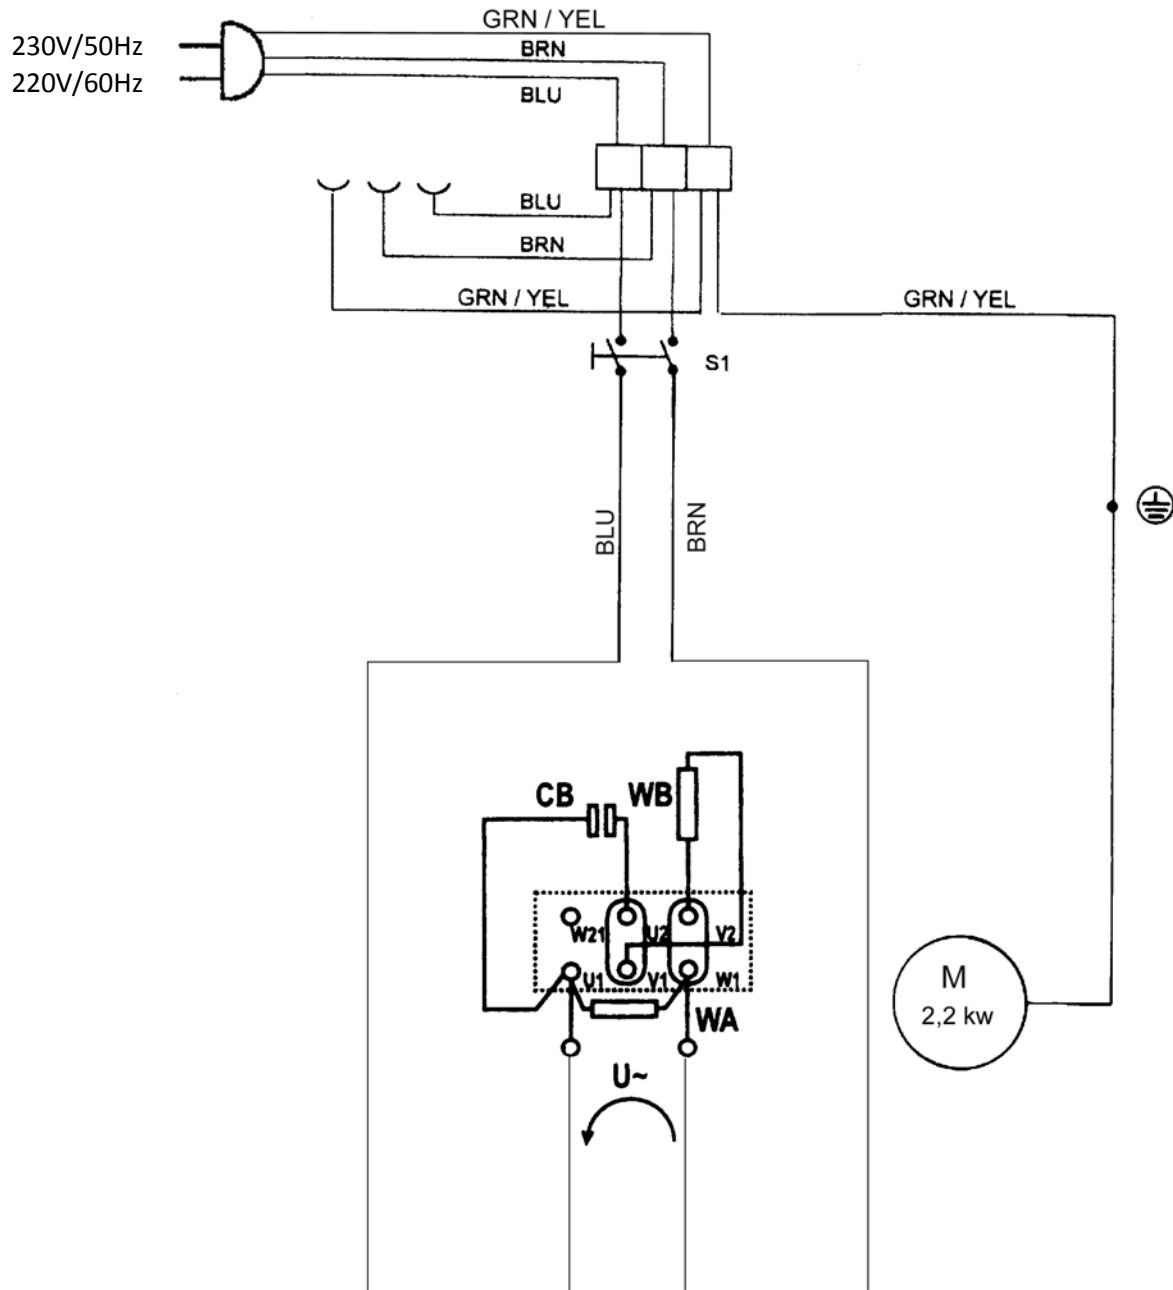 GRN / YEL
230V/50Hz
BRN
220V/60Hz
BLU
BLU
BRN
GRN / YEL
GRN / YEL
S1
BLU
BRN
CB
WB
W21
U2
V2
U1
V1
W1
WA
M
2,2 kw
U~